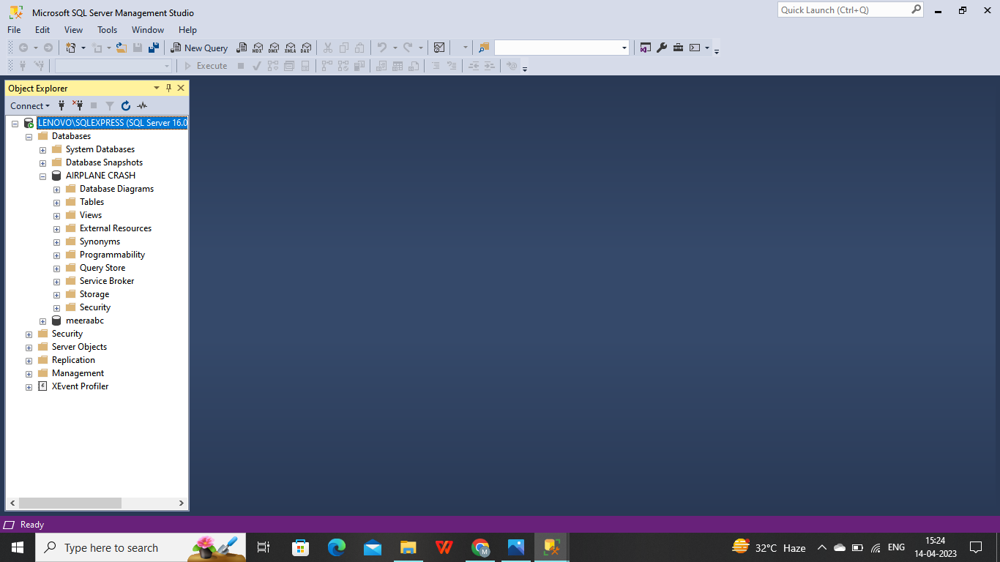 Microsoft SQL Server Management Studio
Quick Launch (Ctrl+Q)
File Edit View Tools Window Help
New Query MDX DMX XMLA DAX
Execute
Object Explorer
Connect
LENOVO\SQLEXPRESS (SQL Server 16.0
Databases
System Databases
Database Snapshots
AIRPLANE CRASH
Database Diagrams
Tables
Views
External Resources
Synonyms
Programmability
Query Store
Service Broker
Storage
Security
meeraabc
Security
Server Objects
Replication
Management
XEvent Profiler
Ready
Type here to search
M
32°C Haze
ENG
15:24
14-04-2023